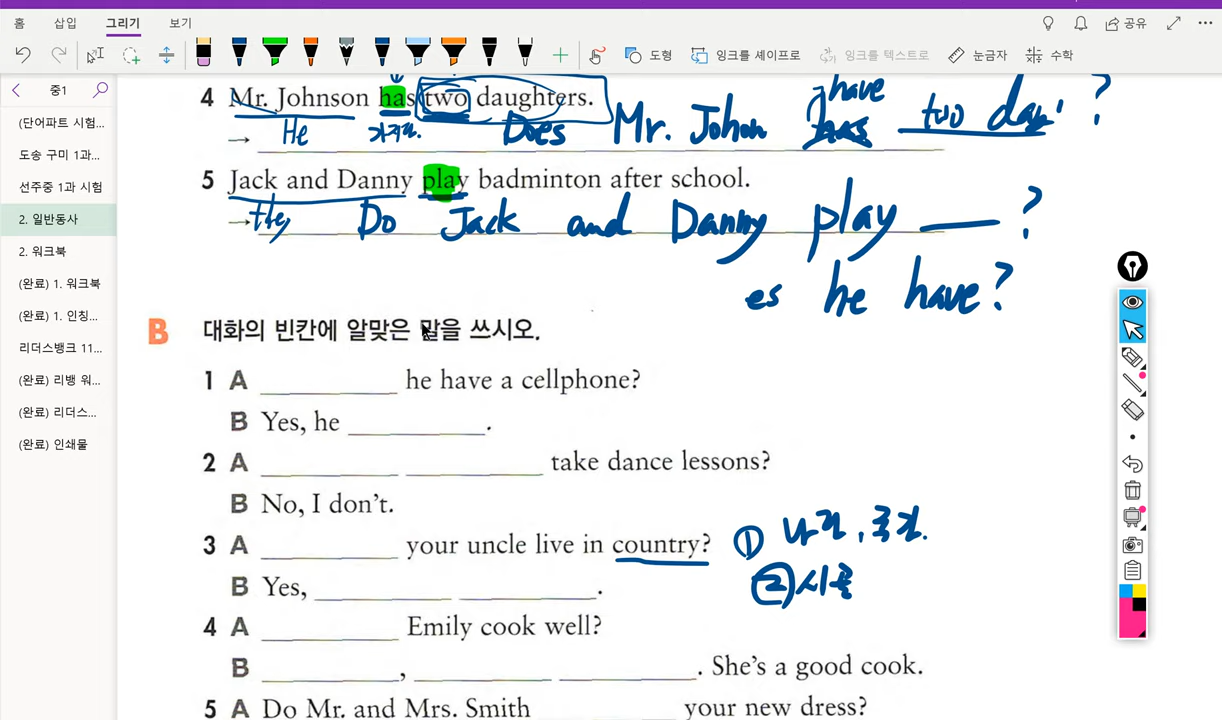 홈 삽입 그리기 보기 공유
도형 잉크를 셰이프로 잉크를 텍스트로 눈금자 수학
중1
(단어파트 시험...
도송 구미 1과...
선주중 1과 시험
2. 일반동사
2. 워크북
(완료) 1. 워크북
(완료) 1. 인칭...
리더스뱅크 11...
(완료) 리뱅 워...
(완료) 리더스...
(완료) 인쇄물
have
4 Mr. Johnson has two daughters.
→ He 가지다. Does Mr. Johon has two ?
5 Jack and Danny play badminton after school.
→ they Do Jack and Danny play ?
es he have?
B 대화의 빈칸에 알맞은 말을 쓰시오.
1 A he have a cellphone?
B Yes, he .
2 A take dance lessons?
B No, I don't.
3 A your uncle live in country? ① 나라, 국가.
② 시골
B Yes, .
4 A Emily cook well?
B , . She's a good cook.
5 A Do Mr. and Mrs. Smith your new dress?